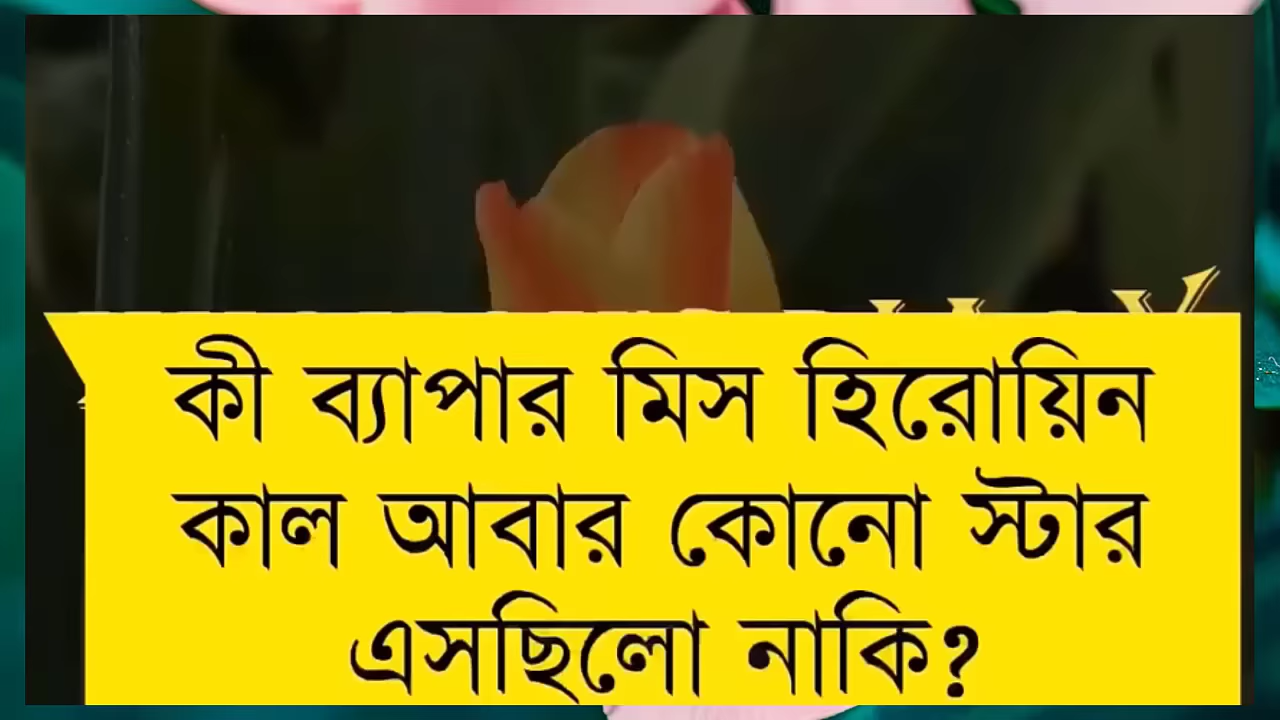 কী ব্যাপার মিস হিরোয়িন
কাল আবার কোনো স্টার
এসছিলো নাকি?